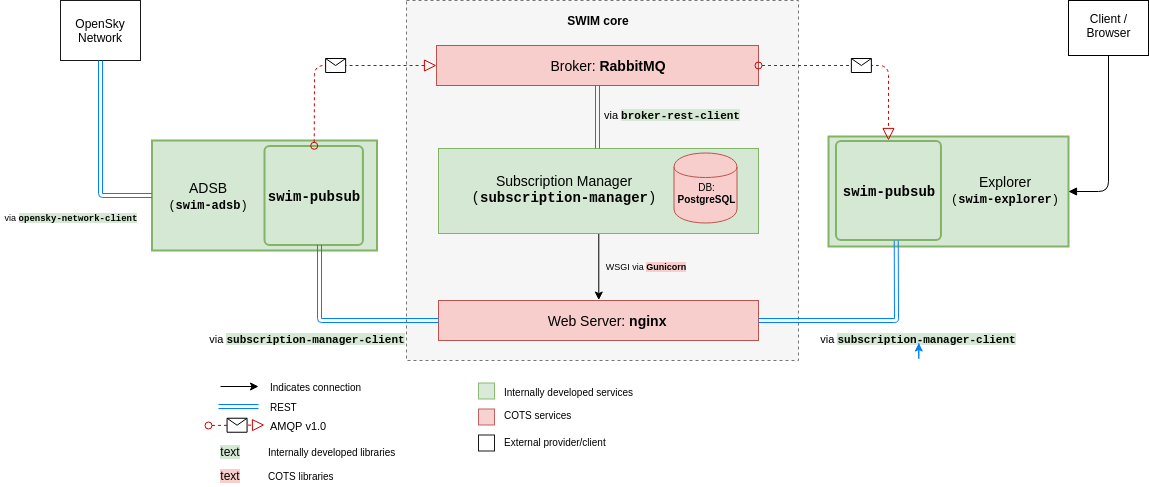 OpenSky
Network
SWIM core
Client /
Browser
Broker: RabbitMQ
via broker-rest-client
ADSB
(swim-adsb)
swim-pubsub
Subscription Manager
(subscription-manager)
DB:
PostgreSQL
swim-pubsub
Explorer
(swim-explorer)
via opensky-network-client
WSGI via Gunicorn
Web Server: nginx
via subscription-manager-client
via subscription-manager-client
Indicates connection
REST
AMQP v1.0
text Internally developed libraries
text COTS libraries
Internally developed services
COTS services
External provider/client